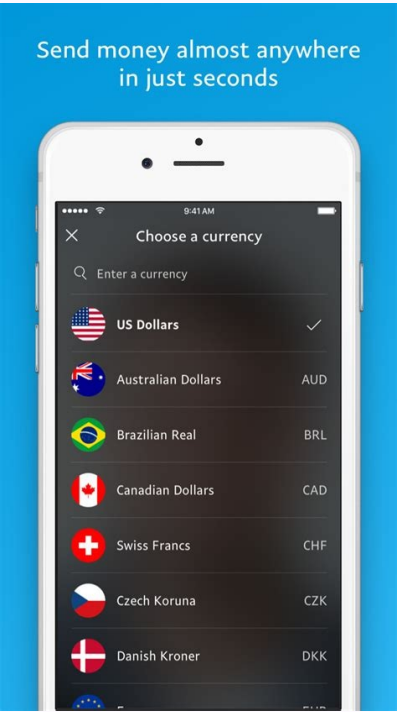 Send money almost anywhere
in just seconds
9:41 AM
Choose a currency
Enter a currency
US Dollars
Australian Dollars AUD
Brazilian Real BRL
Canadian Dollars CAD
Swiss Francs CHF
Czech Koruna CZK
Danish Kroner DKK